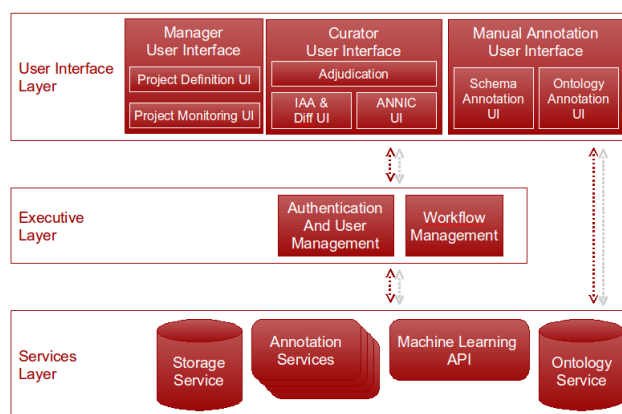 User Interface
Layer
Manager
User Interface
Project Definition UI
Project Monitoring UI
Curator
User Interface
Adjudication
IAA &
Diff UI
ANNIC
UI
Manual Annotation
User Interface
Schema
Annotation
UI
Ontology
Annotation
UI
Executive
Layer
Authentication
And User
Management
Workflow
Management
Services
Layer
Storage
Service
Annotation
Services
Machine Learning
API
Ontology
Service